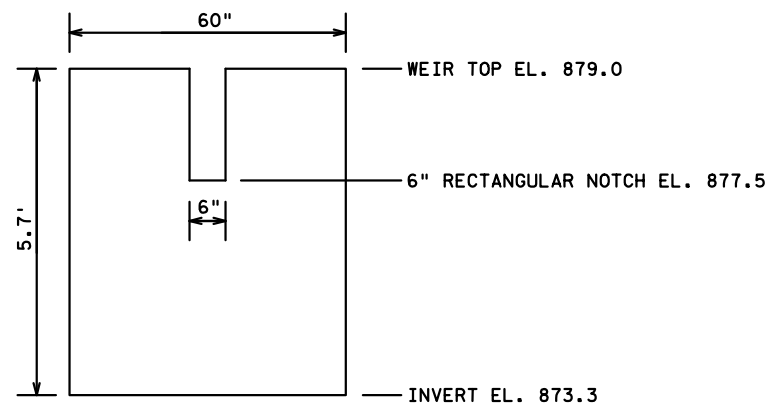 60"
WEIR TOP EL. 879.0
6" RECTANGULAR NOTCH EL. 877.5
6"
5.7'
INVERT EL. 873.3